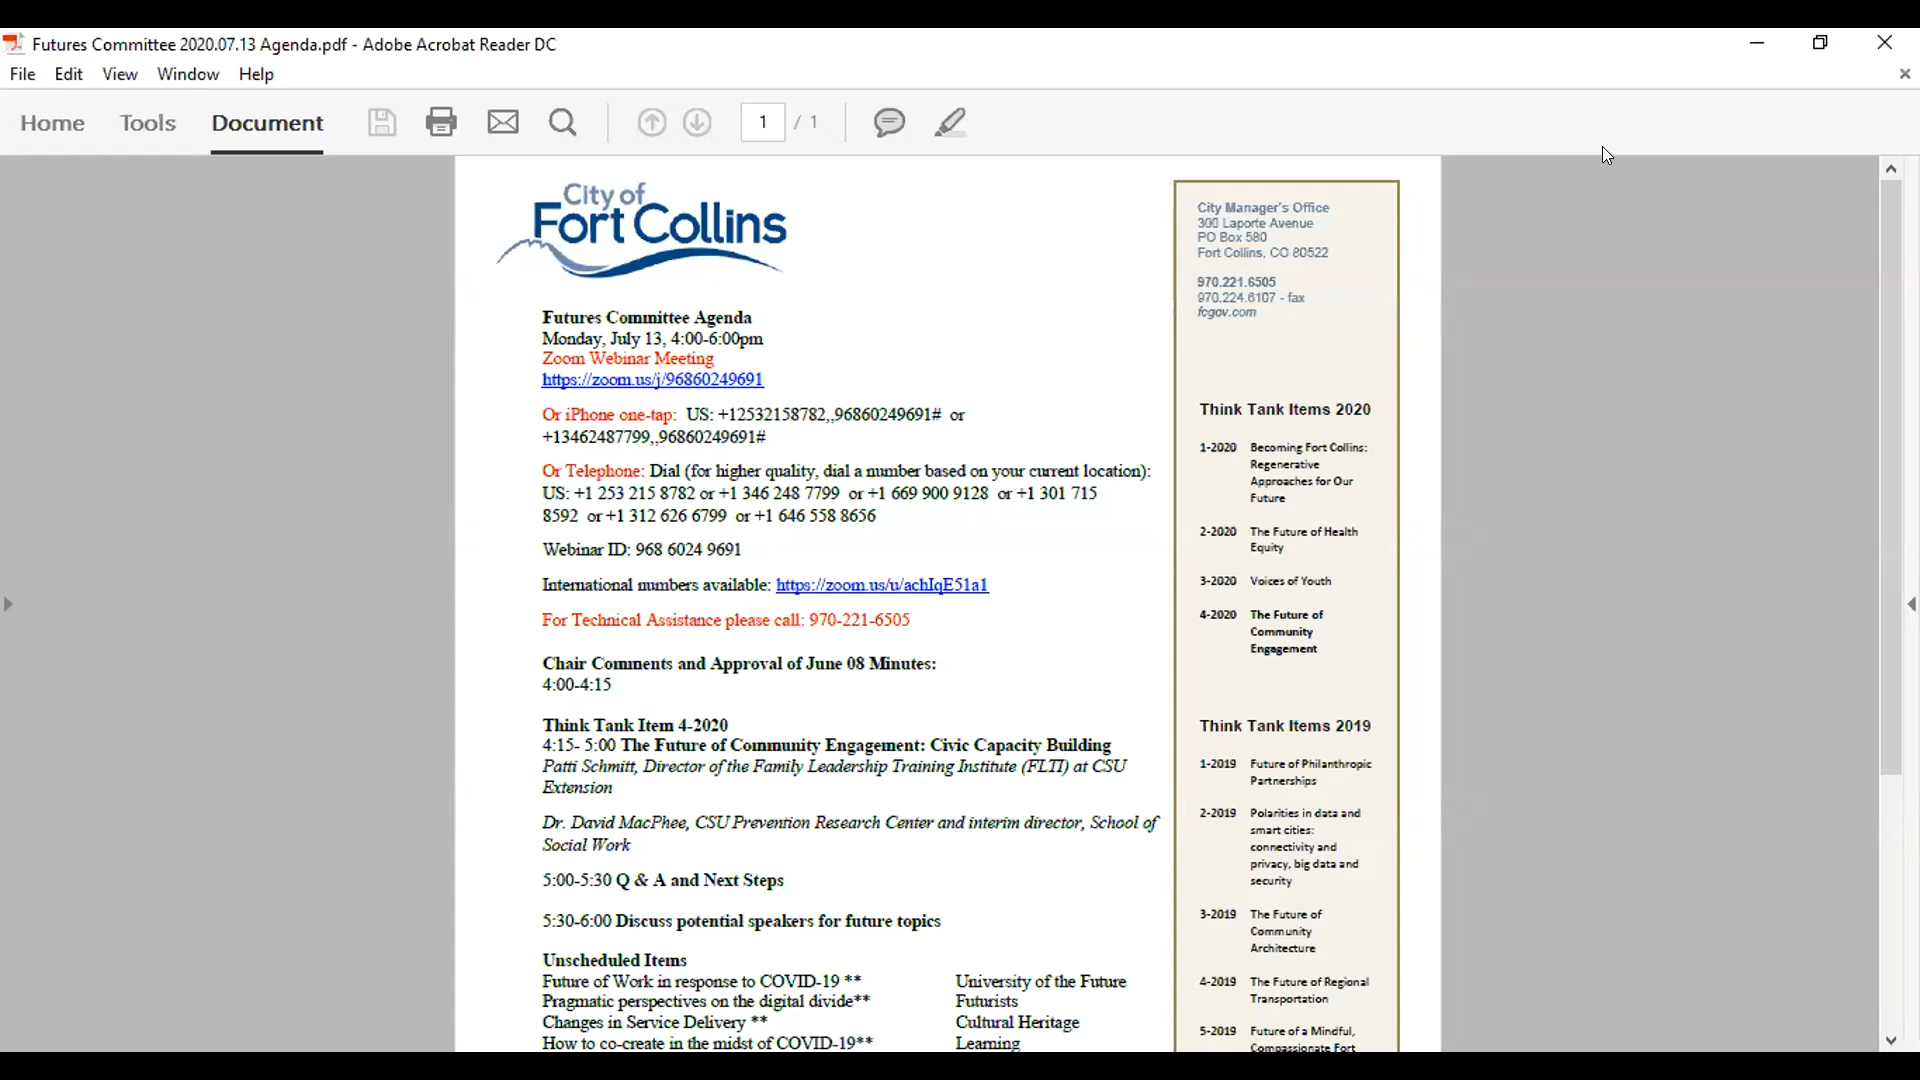 Futures Committee 2020.07.13 Agenda.pdf - Adobe Acrobat Reader DC
File Edit View Window Help
Home Tools Document 1 / 1
City of
Fort Collins
Futures Committee Agenda
Monday, July 13, 4:00-6:00pm
Zoom Webinar Meeting
https://zoom.us/j/96860249691
Or iPhone one-tap: US: +12532158782,,96860249691# or
+13462487799,,96860249691#
Or Telephone: Dial (for higher quality, dial a number based on your current location):
US: +1 253 215 8782 or +1 346 248 7799 or +1 669 900 9128 or +1 301 715
8592 or +1 312 626 6799 or +1 646 558 8656
Webinar ID: 968 6024 9691
International numbers available: https://zoom.us/u/achIqE51a1
For Technical Assistance please call: 970-221-6505
Chair Comments and Approval of June 08 Minutes:
4:00-4:15
Think Tank Item 4-2020
4:15- 5:00 The Future of Community Engagement: Civic Capacity Building
Patti Schmitt, Director of the Family Leadership Training Institute (FLTI) at CSU
Extension
Dr. David MacPhee, CSU Prevention Research Center and interim director, School of
Social Work
5:00-5:30 Q & A and Next Steps
5:30-6:00 Discuss potential speakers for future topics
Unscheduled Items
Future of Work in response to COVID-19 ** University of the Future
Pragmatic perspectives on the digital divide** Futurists
Changes in Service Delivery ** Cultural Heritage
How to co-create in the midst of COVID-19** Learning
City Manager's Office
300 Laporte Avenue
PO Box 580
Fort Collins, CO 80522
970.221.6505
970.224.6107 - fax
fcgov.com
Think Tank Items 2020
1-2020 Becoming Fort Collins:
Regenerative
Approaches for Our
Future
2-2020 The Future of Health
Equity
3-2020 Voices of Youth
4-2020 The Future of
Community
Engagement
Think Tank Items 2019
1-2019 Future of Philanthropic
Partnerships
2-2019 Polarities in data and
smart cities:
connectivity and
privacy, big data and
security
3-2019 The Future of
Community
Architecture
4-2019 The Future of Regional
Transportation
5-2019 Future of a Mindful,
Compassionate Fort